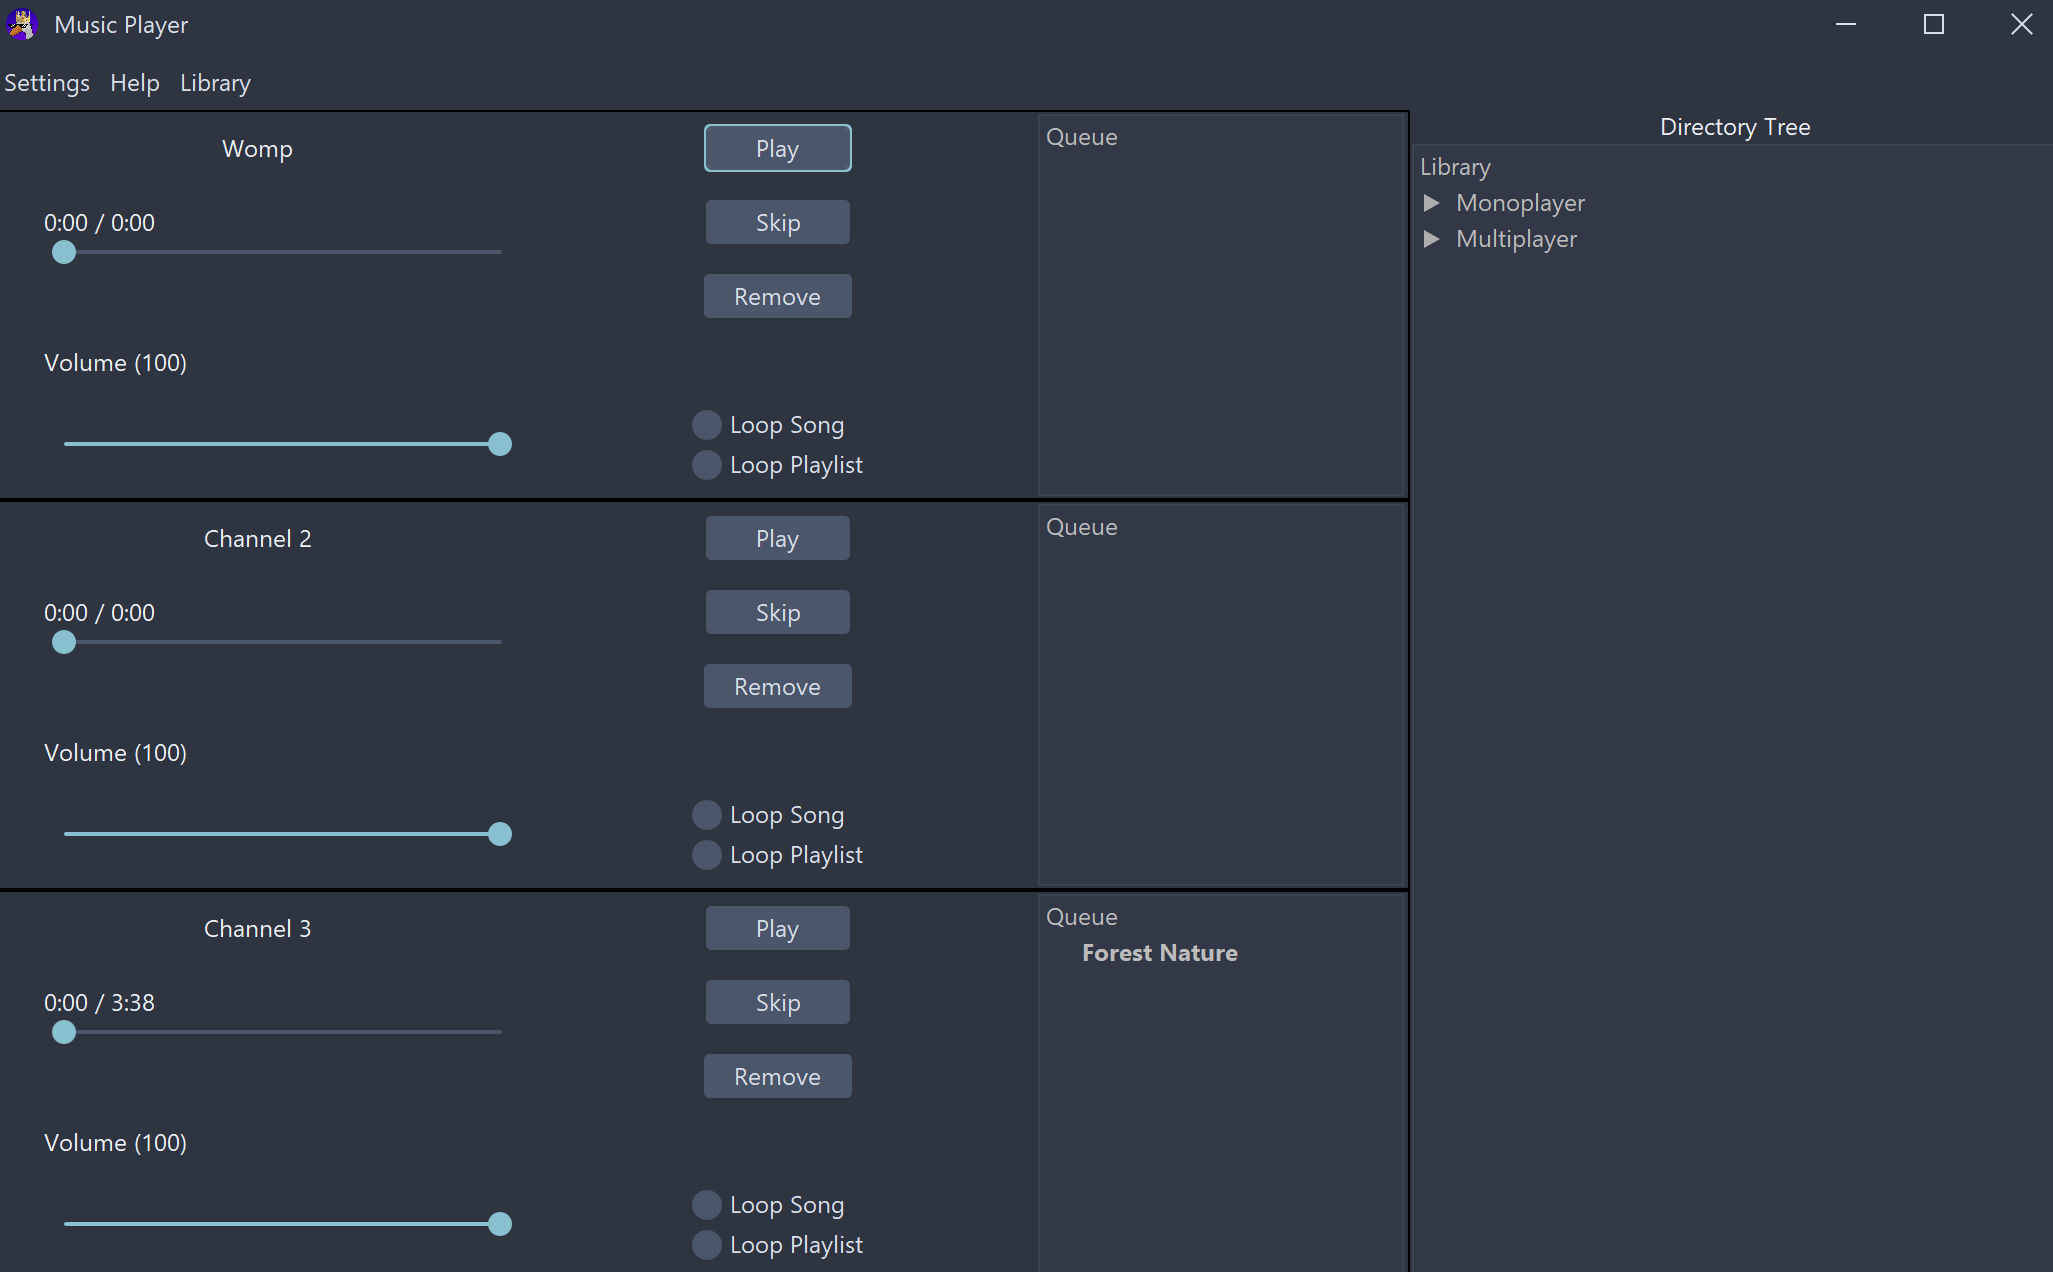 Music Player
Settings Help Library
Womp
Play
0:00 / 0:00
Skip
Remove
Volume (100)
Loop Song
Loop Playlist
Queue
Channel 2
Play
0:00 / 0:00
Skip
Remove
Volume (100)
Loop Song
Loop Playlist
Queue
Channel 3
Play
0:00 / 3:38
Skip
Remove
Volume (100)
Loop Song
Loop Playlist
Queue
Forest Nature
Directory Tree
Library
Monoplayer
Multiplayer